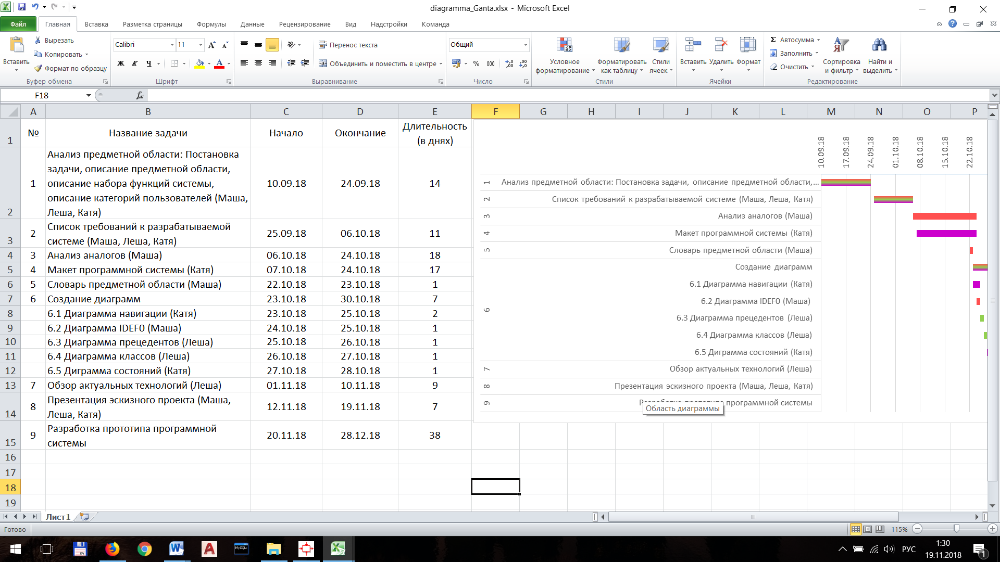 diagramma_Ganta.xlsx - Microsoft Excel
Файл Главная Вставка Разметка страницы Формулы Данные Рецензирование Вид Надстройки Команда
Вставить
Вырезать
Копировать
Формат по образцу
Буфер обмена
Calibri 11
Ж К Ч А
Шрифт
Перенос текста
Объединить и поместить в центре
Выравнивание
Общий
% 000
Число
Условное форматирование
Форматировать как таблицу
Стили ячеек
Стили
Вставить Удалить Формат
Ячейки
Σ Автосумма
Заполнить
Очистить
Сортировка и фильтр
Найти и выделить
Редактирование
F18 fx
A B C D E F G H I J K L M N O P
1 № Название задачи Начало Окончание Длительность (в днях)
2 1 Анализ предметной области: Постановка
задачи, описание предметной области,
описание набора функций системы,
описание категорий пользователей (Маша,
Леша, Катя) 10.09.18 24.09.18 14
3 2 Список требований к разрабатываемой
системе (Маша, Леша, Катя) 25.09.18 06.10.18 11
4 3 Анализ аналогов (Маша) 06.10.18 24.10.18 18
5 4 Макет программной системы (Катя) 07.10.18 24.10.18 17
6 5 Словарь предметной области (Маша) 22.10.18 23.10.18 1
7 6 Создание диаграмм 23.10.18 30.10.18 7
8 6.1 Диаграмма навигации (Катя) 23.10.18 25.10.18 2
9 6.2 Диаграмма IDEF0 (Маша) 24.10.18 25.10.18 1
10 6.3 Диаграмма прецедентов (Леша) 25.10.18 26.10.18 1
11 6.4 Диаграмма классов (Леша) 26.10.18 27.10.18 1
12 6.5 Диграмма состояний (Катя) 27.10.18 28.10.18 1
13 7 Обзор актуальных технологий (Леша) 01.11.18 10.11.18 9
14 8 Презентация эскизного проекта (Маша,
Леша, Катя) 12.11.18 19.11.18 7
15 9 Разработка прототипа программной
системы 20.11.18 28.12.18 38
16
17
18
19
10.09.18 17.09.18 24.09.18 01.10.18 08.10.18 15.10.18 22.10.18
1 Анализ предметной области: Постановка задачи, описание предметной области,...
2 Список требований к разрабатываемой системе (Маша, Леша, Катя)
3 Анализ аналогов (Маша)
4 Макет программной системы (Катя)
5 Словарь предметной области (Маша)
6 Создание диаграмм
6.1 Диаграмма навигации (Катя)
6.2 Диаграмма IDEF0 (Маша)
6.3 Диаграмма прецедентов (Леша)
6.4 Диаграмма классов (Леша)
6.5 Диграмма состояний (Катя)
7 Обзор актуальных технологий (Леша)
8 Презентация эскизного проекта (Маша, Леша, Катя)
9 Разработка прототипа программной системы
Область диаграммы
Лист1
Готово 115%
РУС
1:30
19.11.2018
1